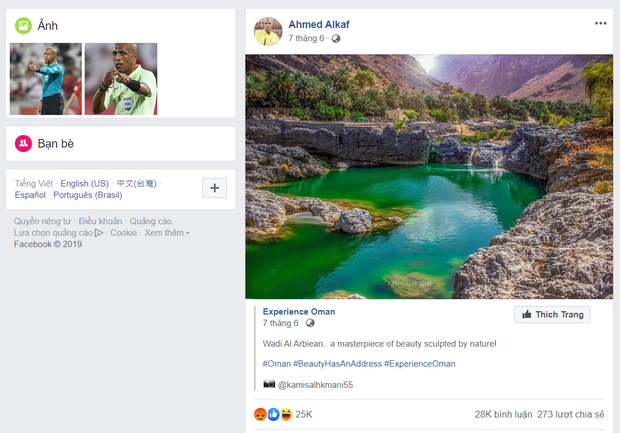 Ảnh
Bạn bè
Tiếng Việt · English (US) · 中文(台灣) ·
Español · Português (Brasil)
Quyền riêng tư · Điều khoản · Quảng cáo ·
Lựa chọn quảng cáo · Cookie · Xem thêm
Facebook © 2019
Ahmed Alkaf
7 tháng 6 ·
KAMISALHKMANI
Experience Oman
7 tháng 6 ·
Thích Trang
Wadi Al Arbiean.. a masterpiece of beauty sculpted by nature!
#Oman #BeautyHasAnAddress #ExperienceOman
@kamisalhkmani55
25K
28K bình luận 273 lượt chia sẻ